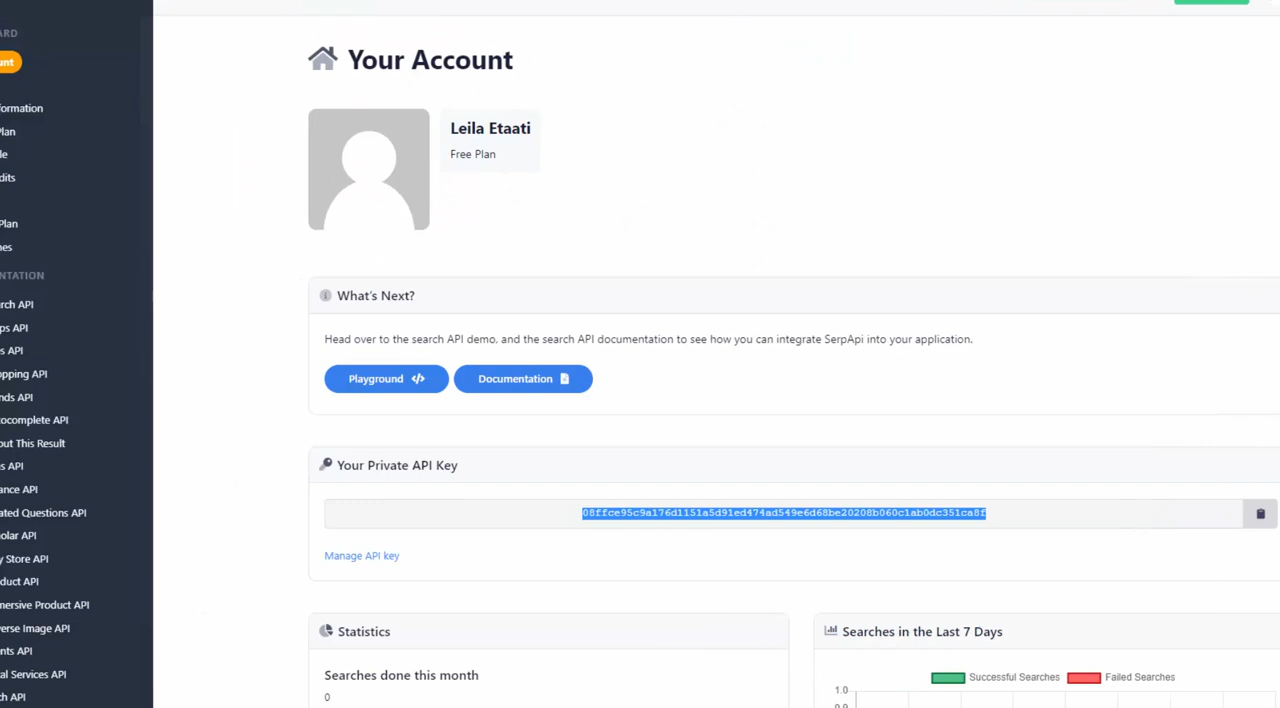 ARD
unt
formation
Plan
le
dits
Plan
nes
NTATION
rch API
ps API
s API
opping API
nds API
ocomplete API
out This Result
s API
ance API
ated Questions API
holar API
y Store API
duct API
mersive Product API
verse Image API
nts API
al Services API
ch API
Your Account
Leila Etaati
Free Plan
What's Next?
Head over to the search API demo, and the search API documentation to see how you can integrate SerpApi into your application.
Playground </>
Documentation
Your Private API Key
08ffce95c9a176d1151a5d91ed474ad549e6d68be20208b060c1ab0dc351ca8f
Manage API key
Statistics
Searches done this month
0
Searches in the Last 7 Days
Successful Searches Failed Searches
1.0